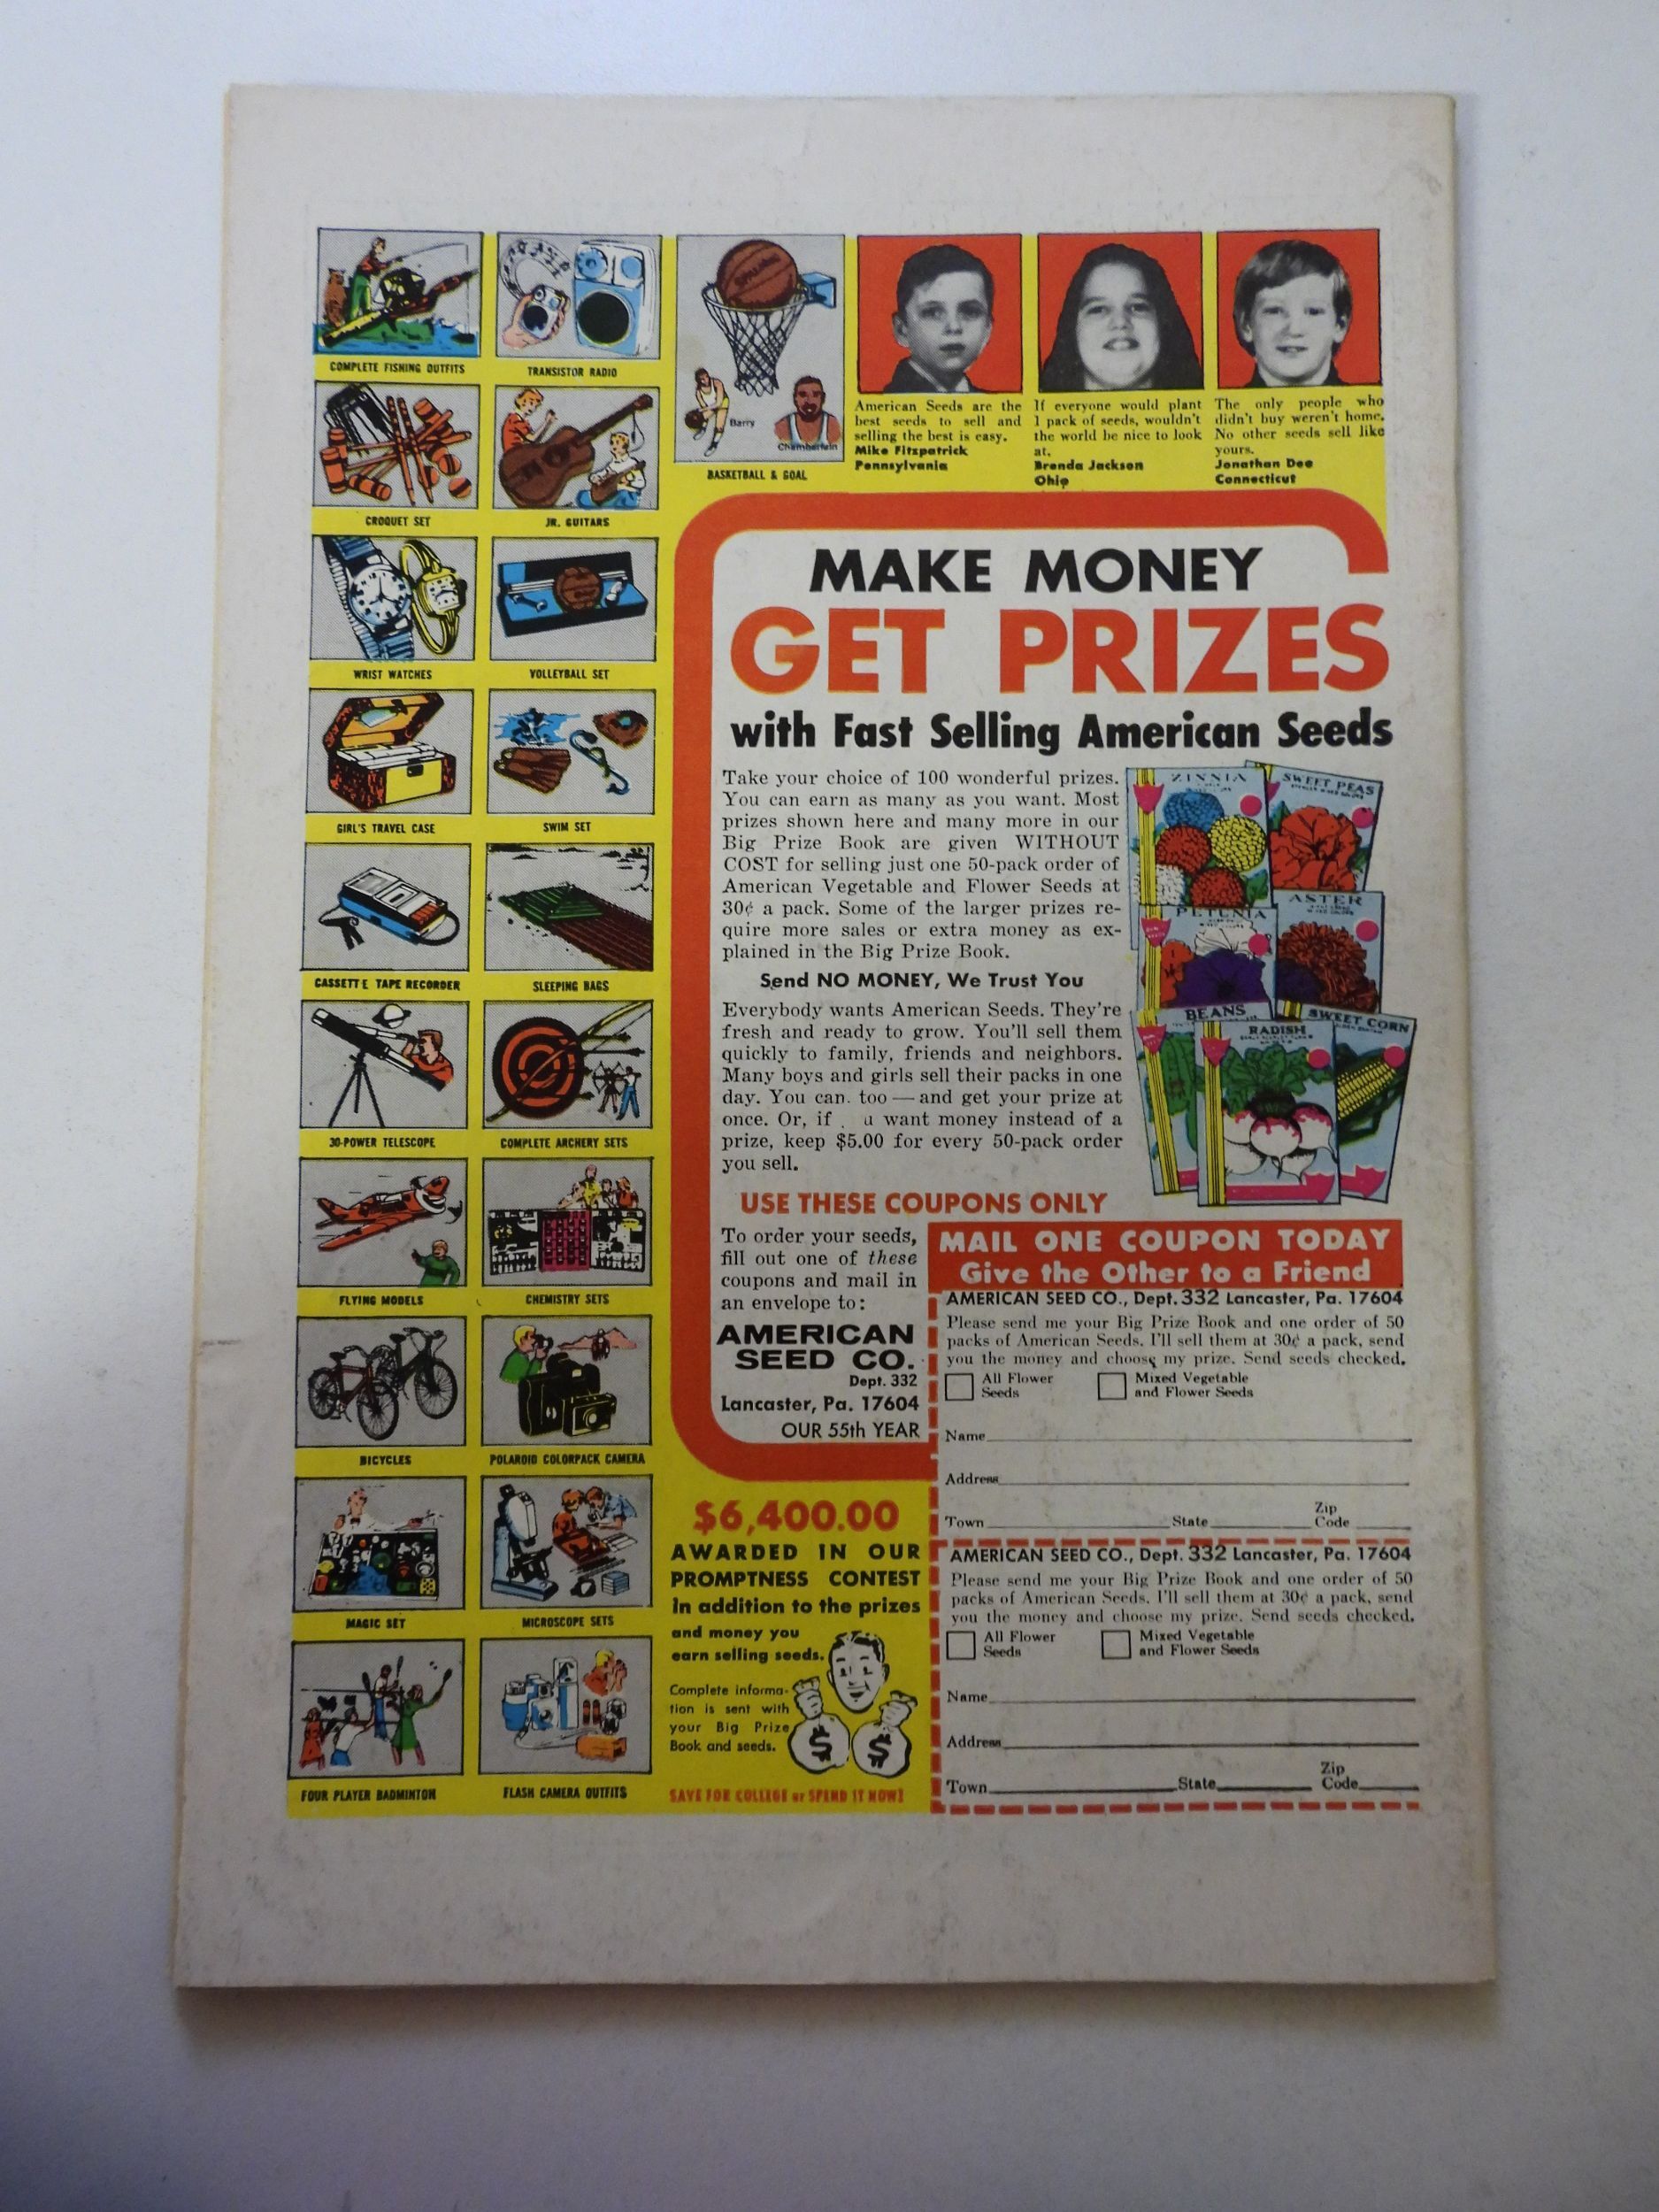 COMPLETE FISHING OUTFITS
TRANSISTOR RADIO
CROQUET SET
JR. GUITARS
WRIST WATCHES
VOLLEYBALL SET
GIRL'S TRAVEL CASE
SWIM SET
CASSETTE TAPE RECORDER
SLEEPING BAGS
30-POWER TELESCOPE
COMPLETE ARCHERY SETS
FLYING MODELS
CHEMISTRY SETS
BICYCLES
POLAROID COLORPACK CAMERA
MAGIC SET
MICROSCOPE SETS
FOUR PLAYER BADMINTON
FLASH CAMERA OUTFITS
Barry
Chamberlain
BASKETBALL & GOAL
American Seeds are the
best seeds to sell and
selling the best is easy.
Mike Fitzpatrick
Pennsylvania
If everyone would plant
1 pack of seeds, wouldn't
the world be nice to look
at.
Brenda Jackson
Ohio
The only people who
didn't buy weren't home.
No other seeds sell like
yours.
Jonathan Dee
Connecticut
MAKE MONEY
GET PRIZES
with Fast Selling American Seeds
Take your choice of 100 wonderful prizes.
You can earn as many as you want. Most
prizes shown here and many more in our
Big Prize Book are given WITHOUT
COST for selling just one 50-pack order of
American Vegetable and Flower Seeds at
30¢ a pack. Some of the larger prizes re-
quire more sales or extra money as ex-
plained in the Big Prize Book.
Send NO MONEY, We Trust You
Everybody wants American Seeds. They're
fresh and ready to grow. You'll sell them
quickly to family, friends and neighbors.
Many boys and girls sell their packs in one
day. You can. too — and get your prize at
once. Or, if u want money instead of a
prize, keep $5.00 for every 50-pack order
you sell.
ZINNIA
SWEET PEAS
PETUNIA
ASTER
BEANS
RADISH
SWEET CORN
USE THESE COUPONS ONLY
To order your seeds,
fill out one of these
coupons and mail in
an envelope to:
AMERICAN
SEED CO.
Dept. 332
Lancaster, Pa. 17604
OUR 55th YEAR
MAIL ONE COUPON TODAY
Give the Other to a Friend
AMERICAN SEED CO., Dept. 332 Lancaster, Pa. 17604
Please send me your Big Prize Book and one order of 50
packs of American Seeds. I'll sell them at 30¢ a pack, send
you the money and choose my prize. Send seeds checked.
All Flower Seeds
Mixed Vegetable and Flower Seeds
Name
Address
Town State Zip Code
AMERICAN SEED CO., Dept. 332 Lancaster, Pa. 17604
Please send me your Big Prize Book and one order of 50
packs of American Seeds. I'll sell them at 30¢ a pack, send
you the money and choose my prize. Send seeds checked.
All Flower Seeds
Mixed Vegetable and Flower Seeds
Name
Address
Town State Zip Code
$6,400.00
AWARDED IN OUR
PROMPTNESS CONTEST
In addition to the prizes
and money you
earn selling seeds.
Complete informa-
tion is sent with
your Big Prize
Book and seeds.
$ $
SAVE FOR COLLEGE or SPEND IT NOW!